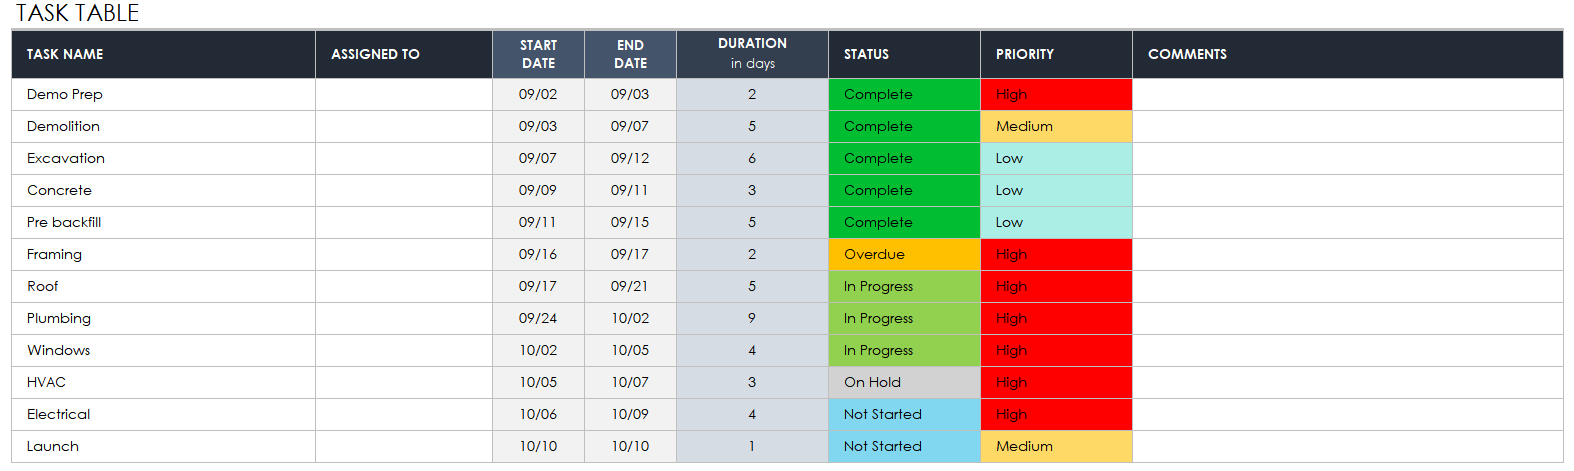 TASK TABLE
TASK NAME ASSIGNED TO START DATE END DATE DURATION in days STATUS PRIORITY COMMENTS
Demo Prep 09/02 09/03 2 Complete High
Demolition 09/03 09/07 5 Complete Medium
Excavation 09/07 09/12 6 Complete Low
Concrete 09/09 09/11 3 Complete Low
Pre backfill 09/11 09/15 5 Complete Low
Framing 09/16 09/17 2 Overdue High
Roof 09/17 09/21 5 In Progress High
Plumbing 09/24 10/02 9 In Progress High
Windows 10/02 10/05 4 In Progress High
HVAC 10/05 10/07 3 On Hold High
Electrical 10/06 10/09 4 Not Started High
Launch 10/10 10/10 1 Not Started Medium